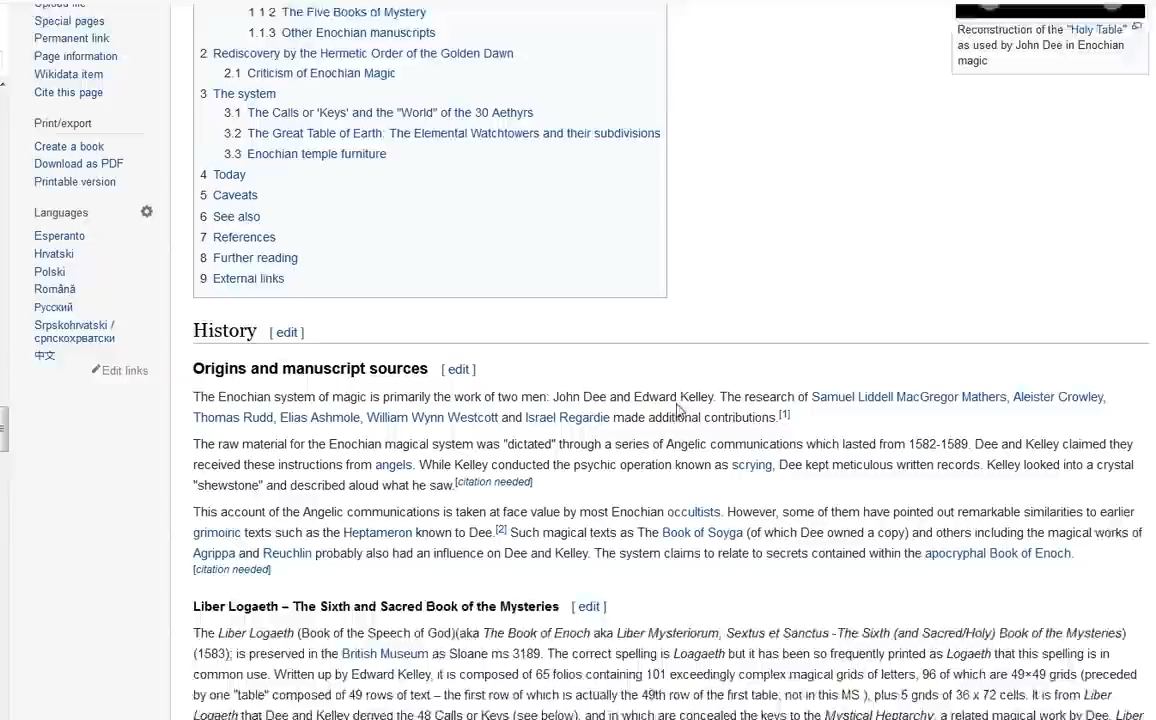 Upload file
Special pages
Permanent link
Page information
Wikidata item
Cite this page
Print/export
Create a book
Download as PDF
Printable version
Languages
Esperanto
Hrvatski
Polski
Română
Русский
Srpskohrvatski /
српскохрватски
中文
Edit links
1.1.2 The Five Books of Mystery
1.1.3 Other Enochian manuscripts
2 Rediscovery by the Hermetic Order of the Golden Dawn
2.1 Criticism of Enochian Magic
3 The system
3.1 The Calls or 'Keys' and the "World" of the 30 Aethyrs
3.2 The Great Table of Earth: The Elemental Watchtowers and their subdivisions
3.3 Enochian temple furniture
4 Today
5 Caveats
6 See also
7 References
8 Further reading
9 External links
Reconstruction of the "Holy Table"
as used by John Dee in Enochian
magic
History [ edit ]
Origins and manuscript sources [ edit ]
The Enochian system of magic is primarily the work of two men: John Dee and Edward Kelley. The research of Samuel Liddell MacGregor Mathers, Aleister Crowley,
Thomas Rudd, Elias Ashmole, William Wynn Westcott and Israel Regardie made additional contributions.[1]
The raw material for the Enochian magical system was "dictated" through a series of Angelic communications which lasted from 1582-1589. Dee and Kelley claimed they
received these instructions from angels. While Kelley conducted the psychic operation known as scrying, Dee kept meticulous written records. Kelley looked into a crystal
"shewstone" and described aloud what he saw.[citation needed]
This account of the Angelic communications is taken at face value by most Enochian occultists. However, some of them have pointed out remarkable similarities to earlier
grimoiric texts such as the Heptameron known to Dee.[2] Such magical texts as The Book of Soyga (of which Dee owned a copy) and others including the magical works of
Agrippa and Reuchlin probably also had an influence on Dee and Kelley. The system claims to relate to secrets contained within the apocryphal Book of Enoch.
[citation needed]
Liber Logaeth – The Sixth and Sacred Book of the Mysteries [ edit ]
The Liber Logaeth (Book of the Speech of God)(aka The Book of Enoch aka Liber Mysteriorum, Sextus et Sanctus -The Sixth (and Sacred/Holy) Book of the Mysteries)
(1583); is preserved in the British Museum as Sloane ms 3189. The correct spelling is Loagaeth but it has been so frequently printed as Logaeth that this spelling is in
common use. Written up by Edward Kelley, it is composed of 65 folios containing 101 exceedingly complex magical grids of letters, 96 of which are 49×49 grids (preceded
by one "table" composed of 49 rows of text – the first row of which is actually the 49th row of the first table, not in this MS ), plus 5 grids of 36 x 72 cells. It is from Liber
Logaeth that Dee and Kelley derived the 48 Calls or Keys (see below), and in which are concealed the keys to the Mystical Heptarchy, a related magical work by Dee. Liber